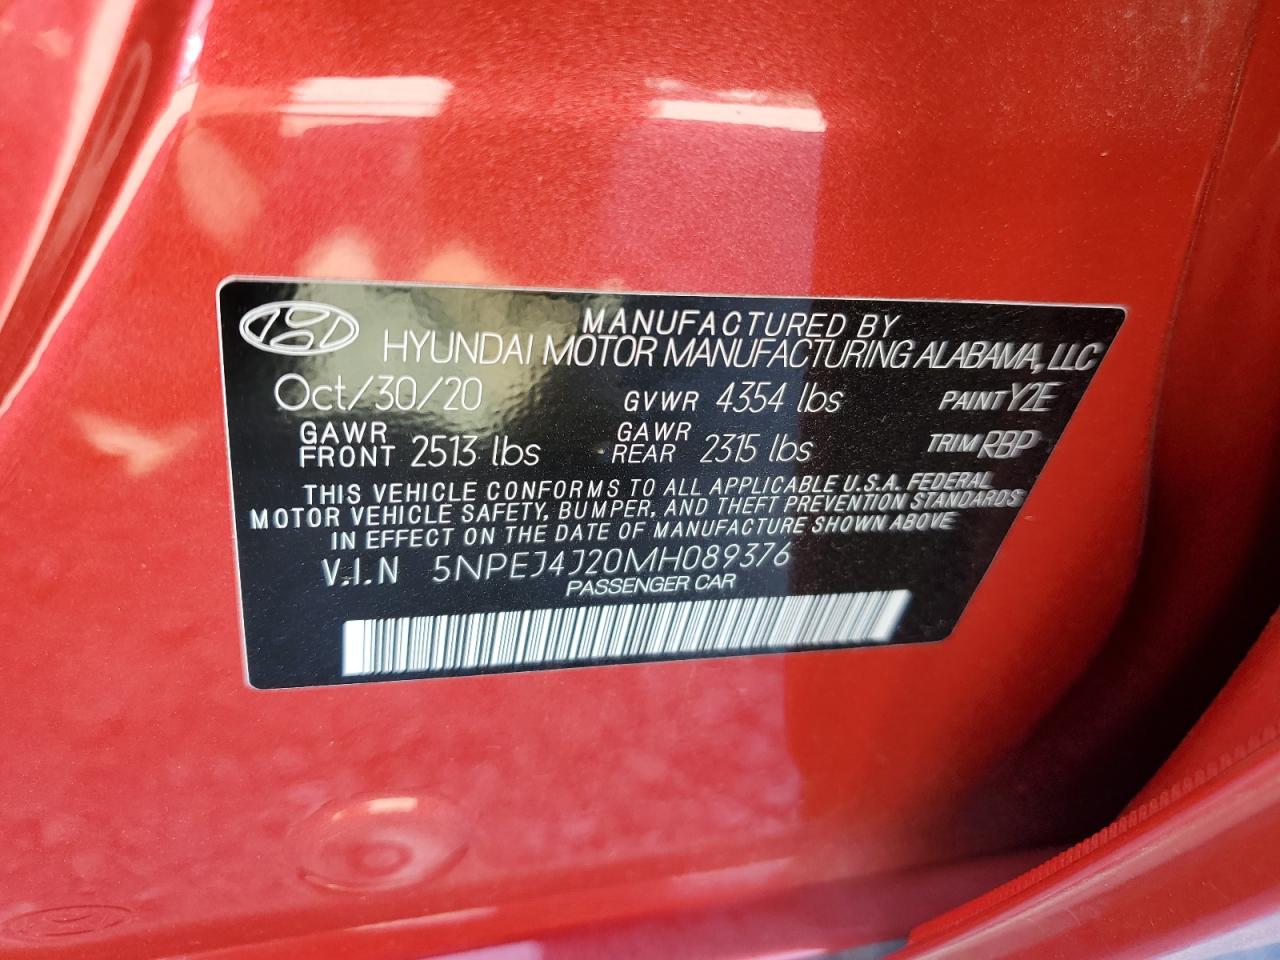 MANUFACTURED BY
HYUNDAI MOTOR MANUFACTURING ALABAMA, LLC
Oct/30/20 GVWR 4354 lbs PAINT Y2E
GAWR FRONT 2513 lbs GAWR REAR 2315 lbs TRIM RBP
THIS VEHICLE CONFORMS TO ALL APPLICABLE U.S.A. FEDERAL
MOTOR VEHICLE SAFETY, BUMPER, AND THEFT PREVENTION STANDARDS
IN EFFECT ON THE DATE OF MANUFACTURE SHOWN ABOVE
V.I.N 5NPEJ4J20MH089376
PASSENGER CAR